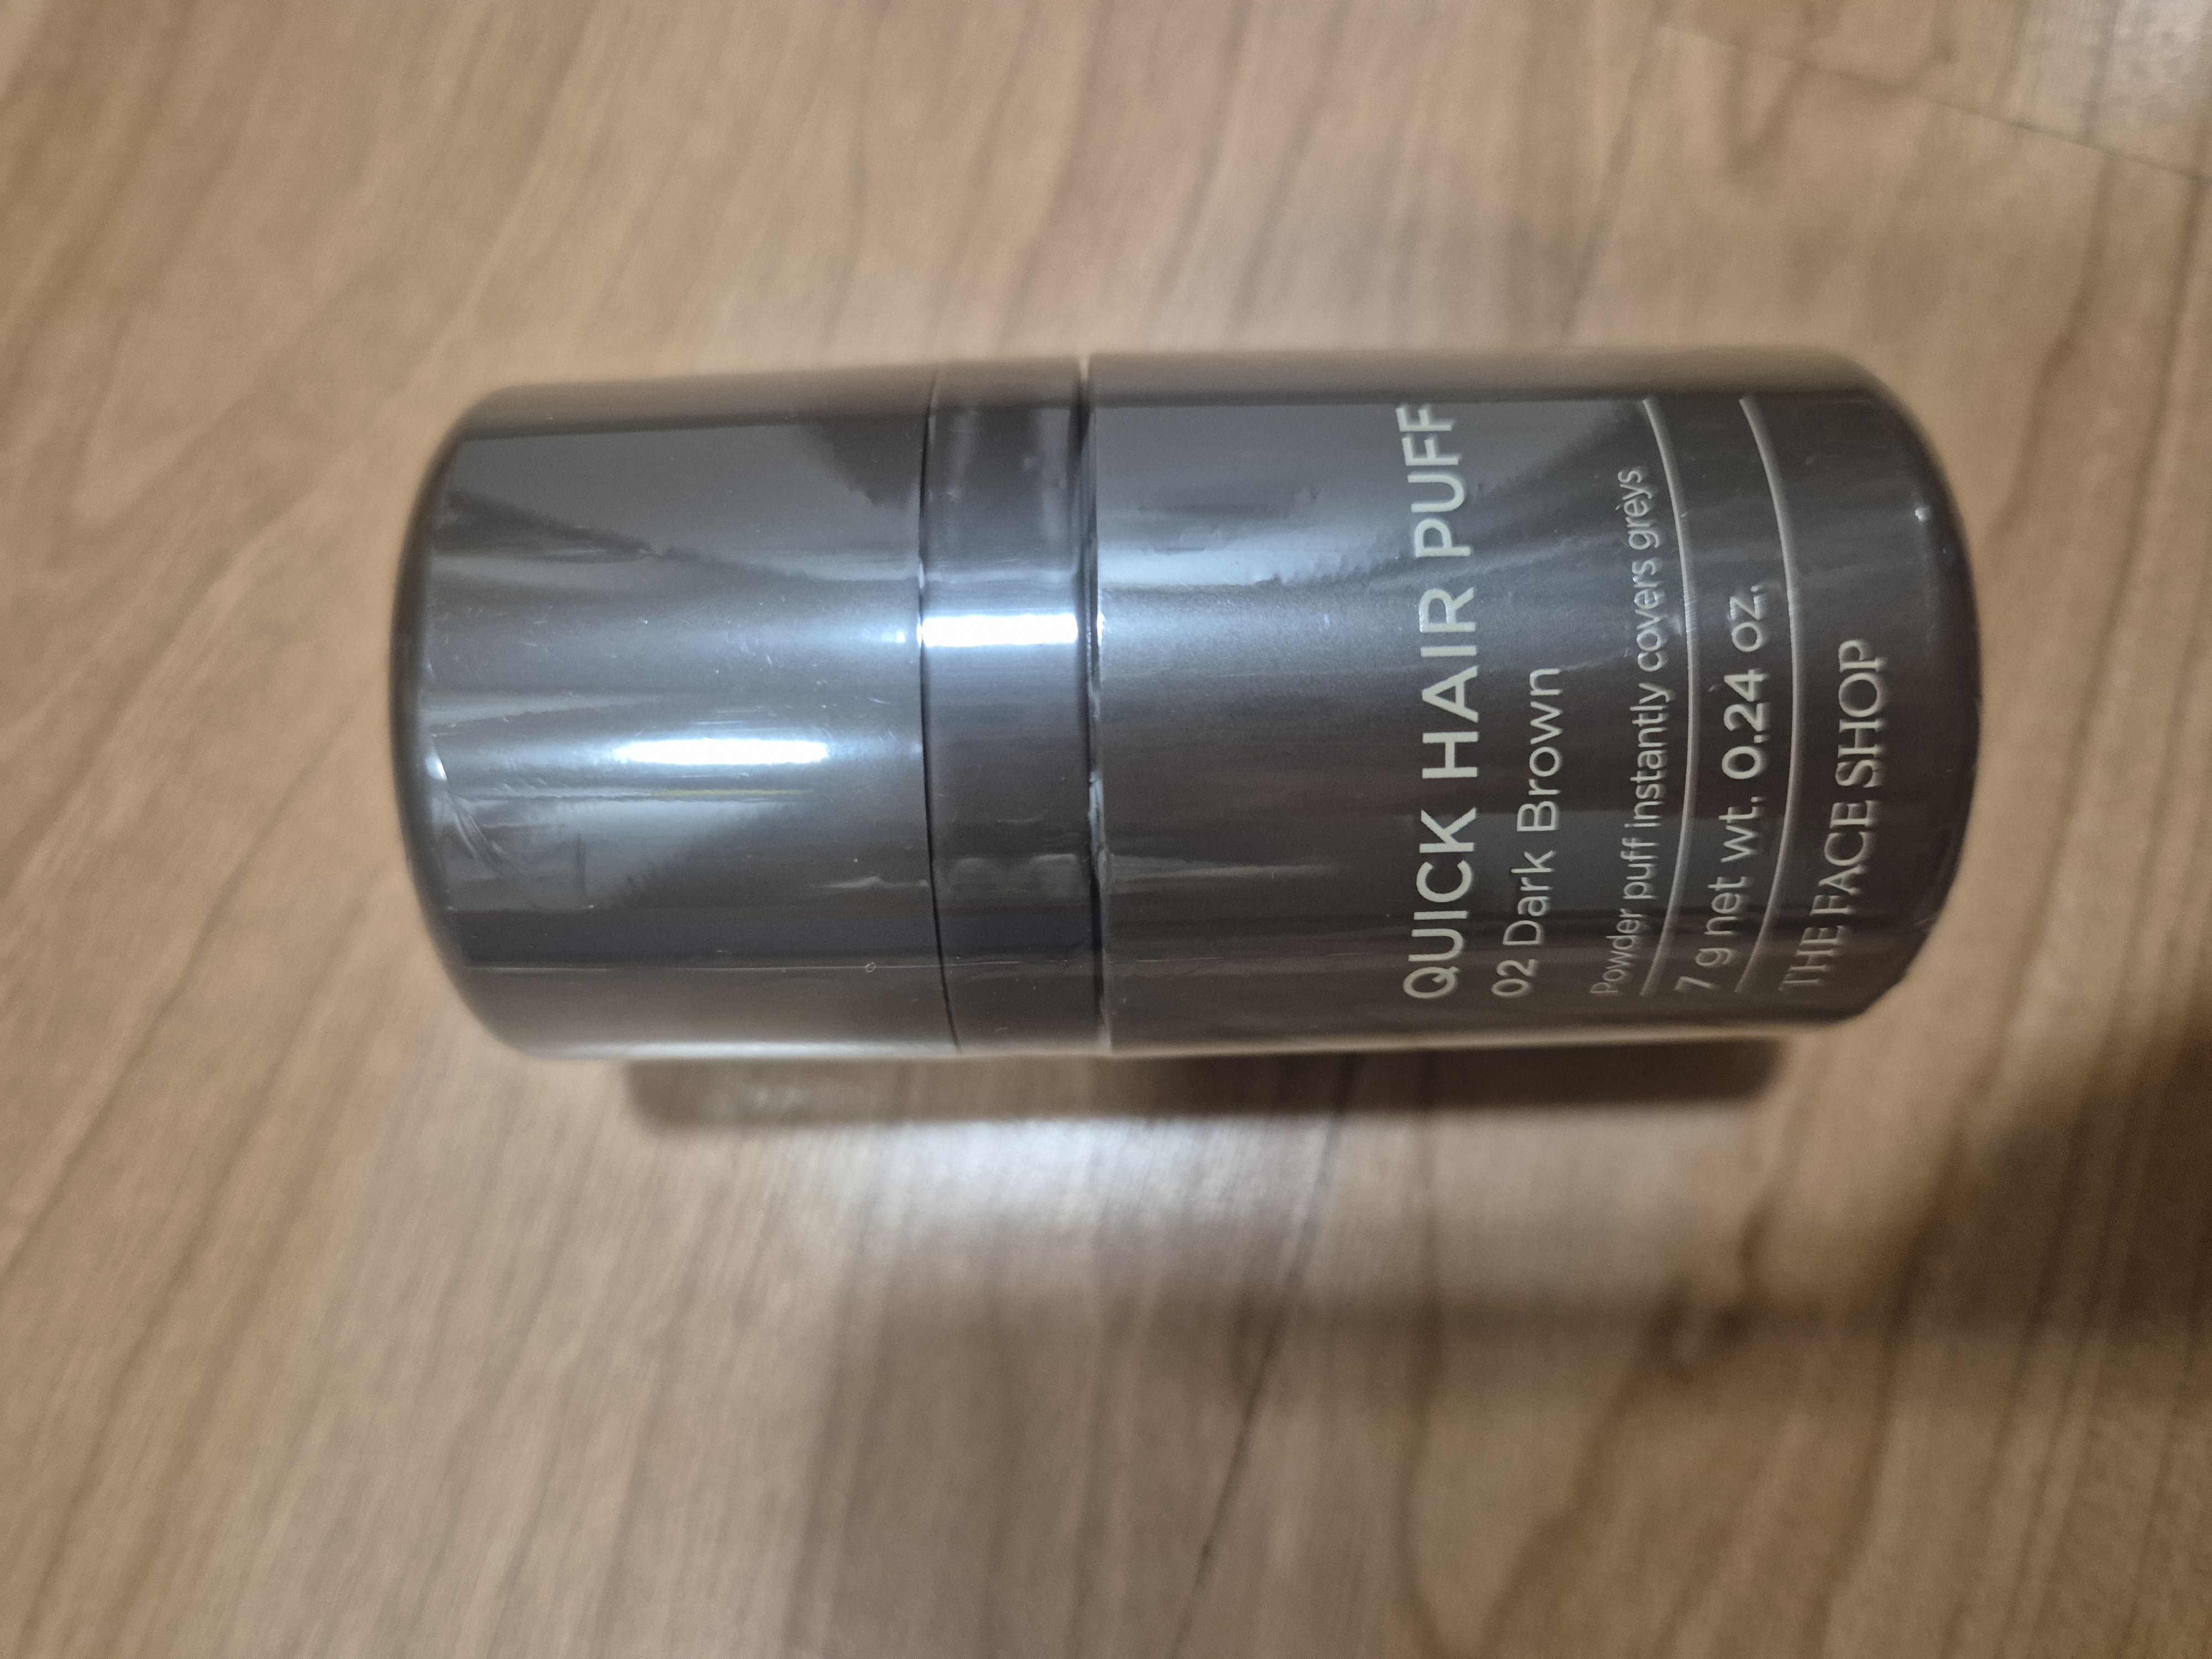 QUICK HAIR PUFF
02 Dark Brown
Powder puff instantly covers greys
7 g net wt. 0.24 oz.
THE FACE SHOP